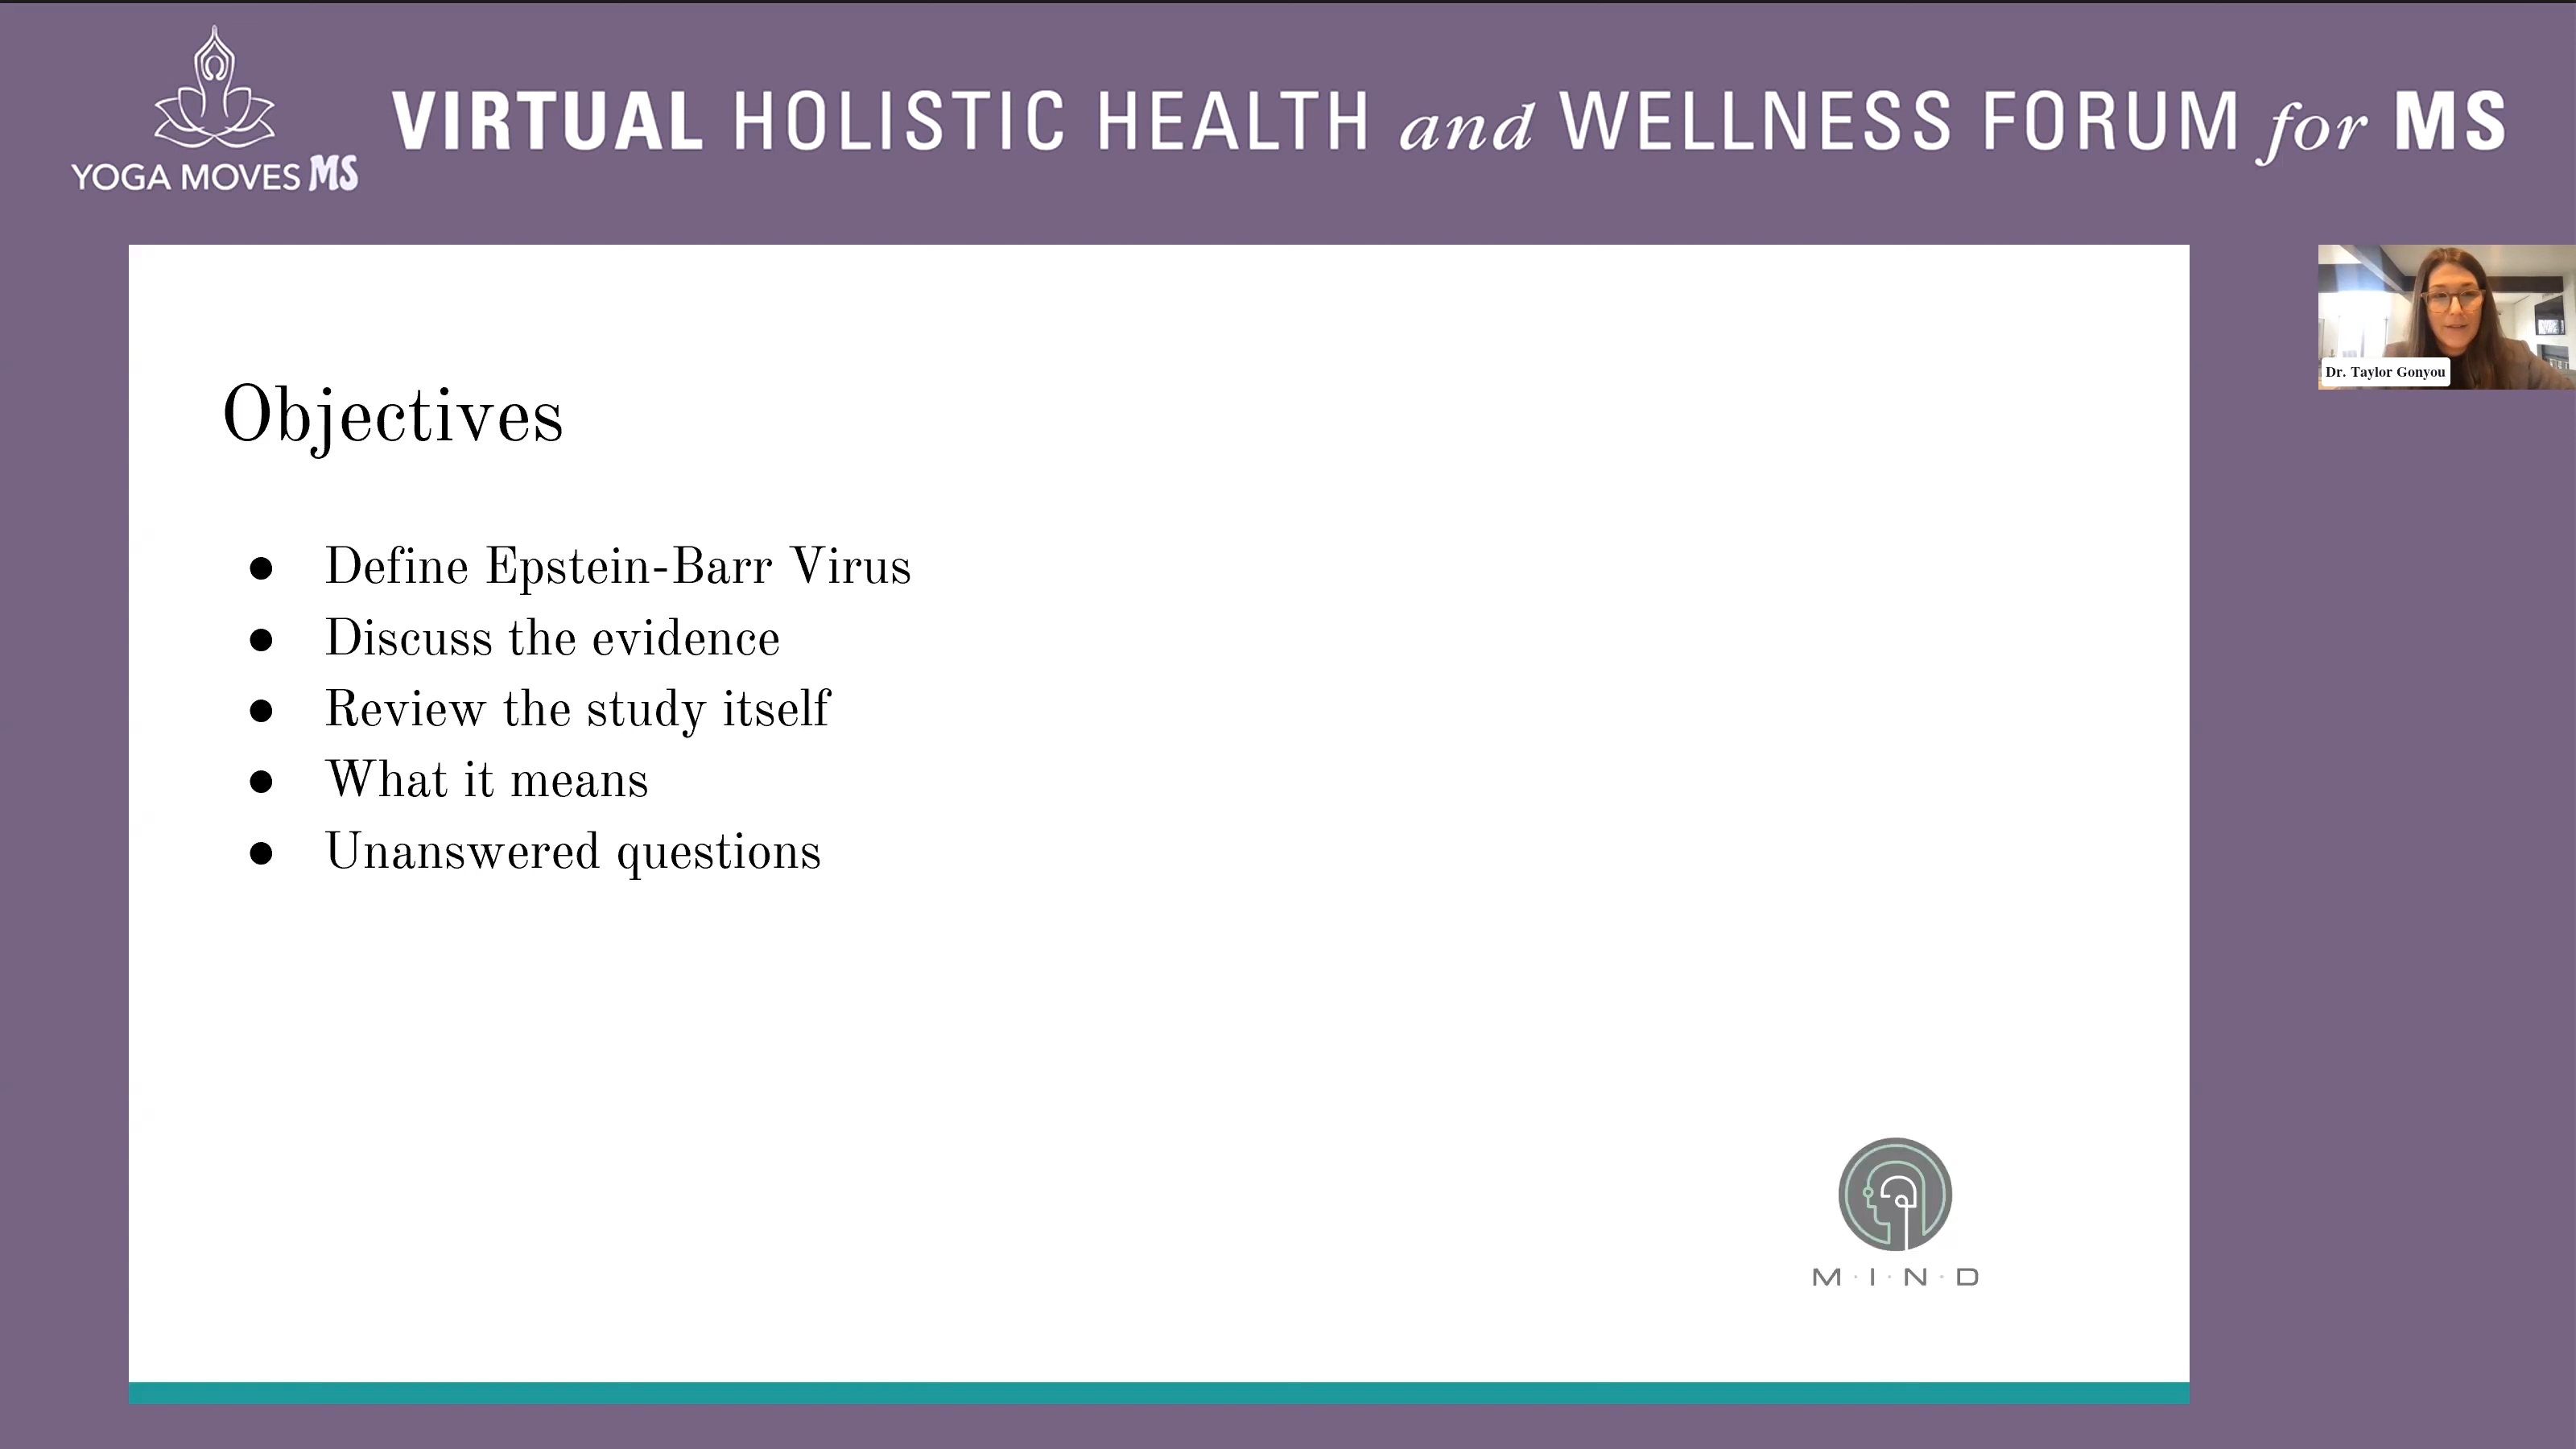 VIRTUAL HOLISTIC HEALTH and WELLNESS FORUM for MS
YOGA MOVES MS
Dr. Taylor Gonyou
Objectives
● Define Epstein-Barr Virus
● Discuss the evidence
● Review the study itself
● What it means
● Unanswered questions
M·I·N·D